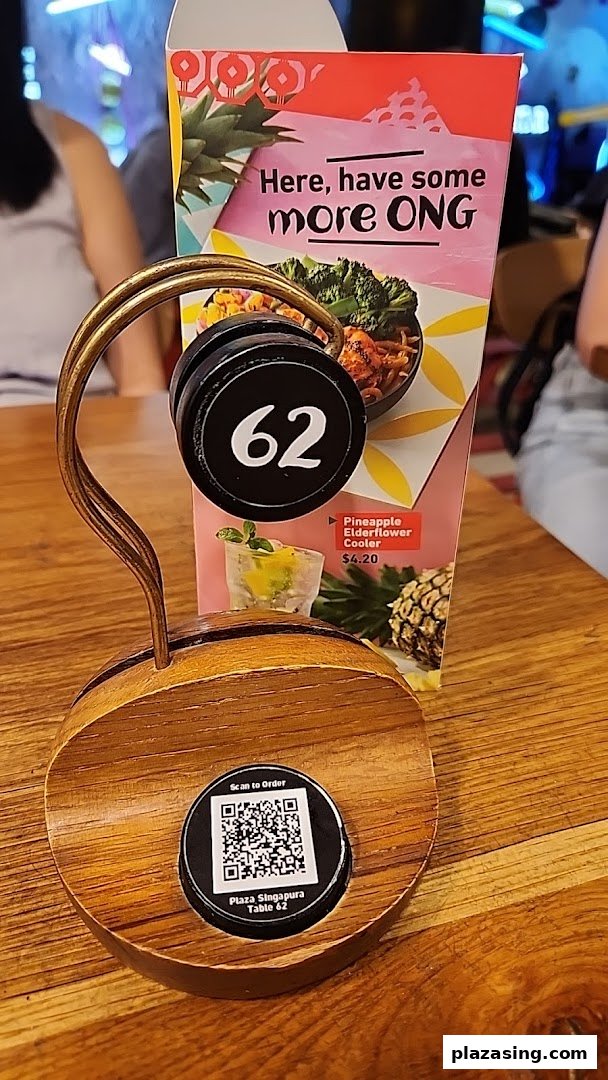 Here, have some
more ONG
62
Pineapple
Elderflower
Cooler
$4.20
Scan to Order
Plaza Singapura
Table 62
plazasing.com